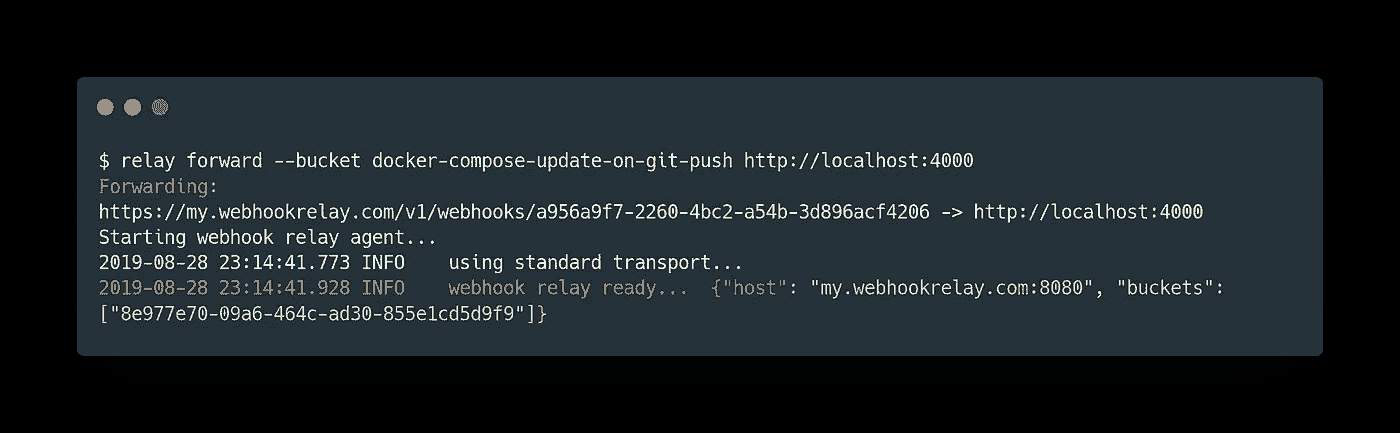 $ relay forward --bucket docker-compose-update-on-git-push http://localhost:4000
Forwarding:
https://my.webhookrelay.com/v1/webhooks/a956a9f7-2260-4bc2-a54b-3d896acf4206 -> http://localhost:4000
Starting webhook relay agent...
2019-08-28 23:14:41.773 INFO    using standard transport...
2019-08-28 23:14:41.928 INFO    webhook relay ready...  {"host": "my.webhookrelay.com:8080", "buckets":
["8e977e70-09a6-464c-ad30-855e1cd5d9f9"]}